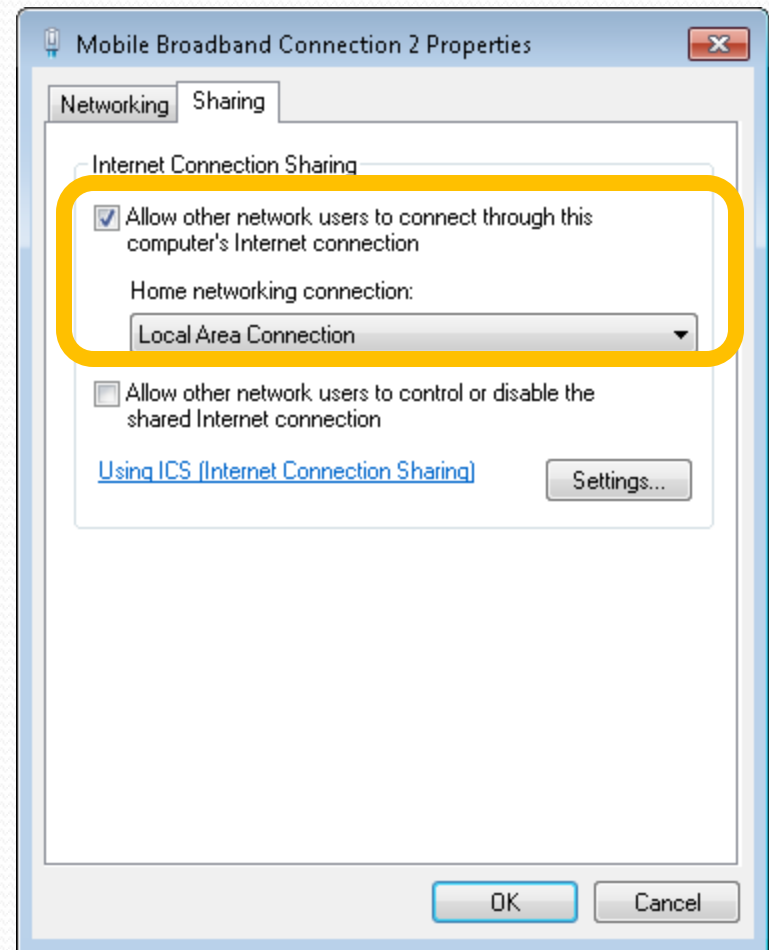 Mobile Broadband Connection 2 Properties
Networking
Sharing
Internet Connection Sharing
Allow other network users to connect through this
computer's Internet connection
Home networking connection:
Local Area Connection
Allow other network users to control or disable the
shared Internet connection
Using ICS (Internet Connection Sharing)
Settings...
OK
Cancel